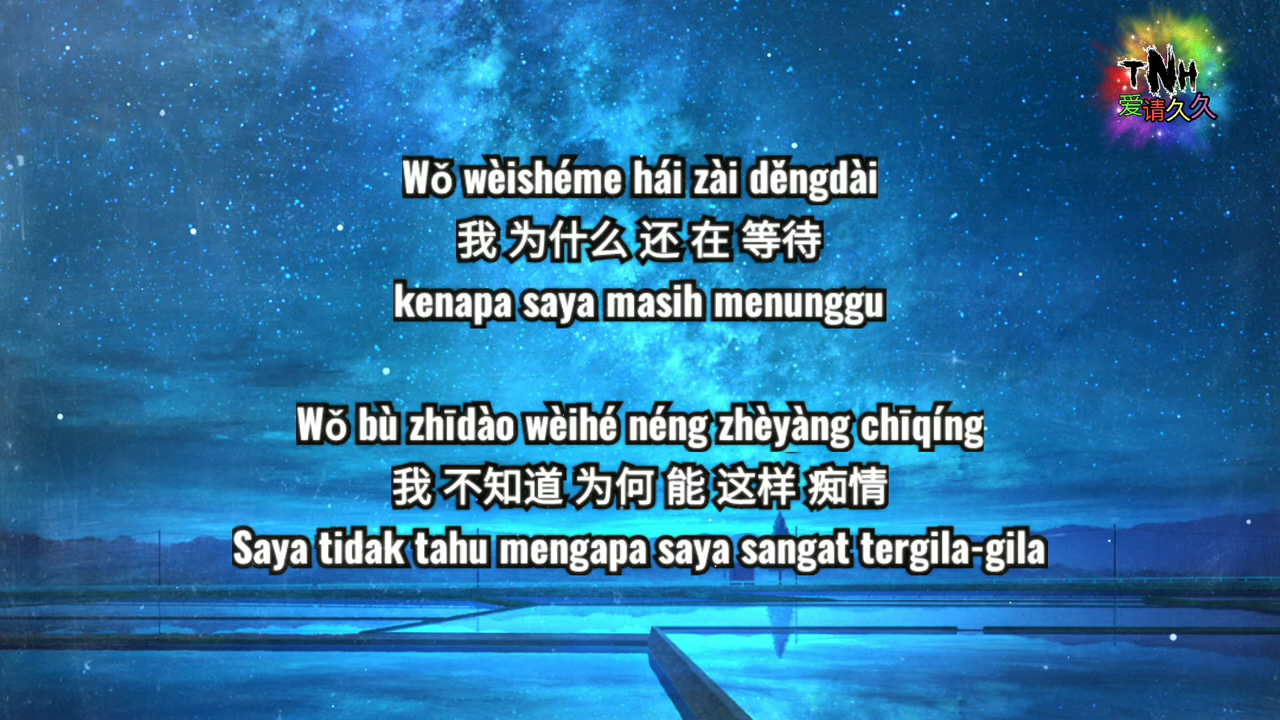 TNH
爱请久久
Wǒ wèishéme hái zài děngdài
我 为什么 还 在 等待
kenapa saya masih menunggu
Wǒ bù zhīdào wèihé néng zhèyàng chīqíng
我 不知道 为何 能 这样 痴情
Saya tidak tahu mengapa saya sangat tergila-gila